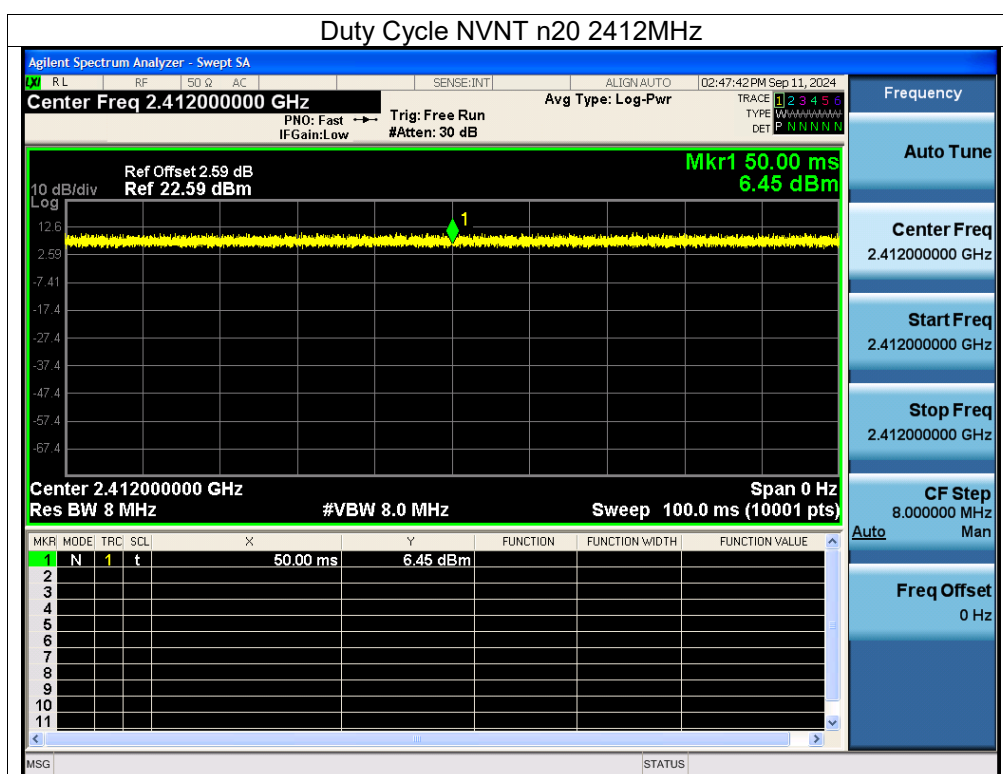 Duty Cycle NVNT n20 2412MHz
Agilent Spectrum Analyzer - Swept SA
LXI RL RF 50 Ω AC SENSE:INT ALIGN AUTO 02:47:42 PM Sep 11, 2024
Center Freq 2.412000000 GHz Avg Type: Log-Pwr TRACE 1 2 3 4 5 6
PNO: Fast Trig: Free Run TYPE WWWWWW
IFGain:Low #Atten: 30 dB DET P N N N N N
Mkr1 50.00 ms
6.45 dBm
Ref Offset 2.59 dB
10 dB/div Ref 22.59 dBm
Log
1
12.6
2.59
-7.41
-17.4
-27.4
-37.4
-47.4
-57.4
-67.4
Center 2.412000000 GHz Span 0 Hz
Res BW 8 MHz #VBW 8.0 MHz Sweep 100.0 ms (10001 pts)
MKR MODE TRC SCL X Y FUNCTION FUNCTION WIDTH FUNCTION VALUE
1 N 1 t 50.00 ms 6.45 dBm
2
3
4
5
6
7
8
9
10
11
MSG STATUS
Frequency
Auto Tune
Center Freq
2.412000000 GHz
Start Freq
2.412000000 GHz
Stop Freq
2.412000000 GHz
CF Step
8.000000 MHz
Auto Man
Freq Offset
0 Hz